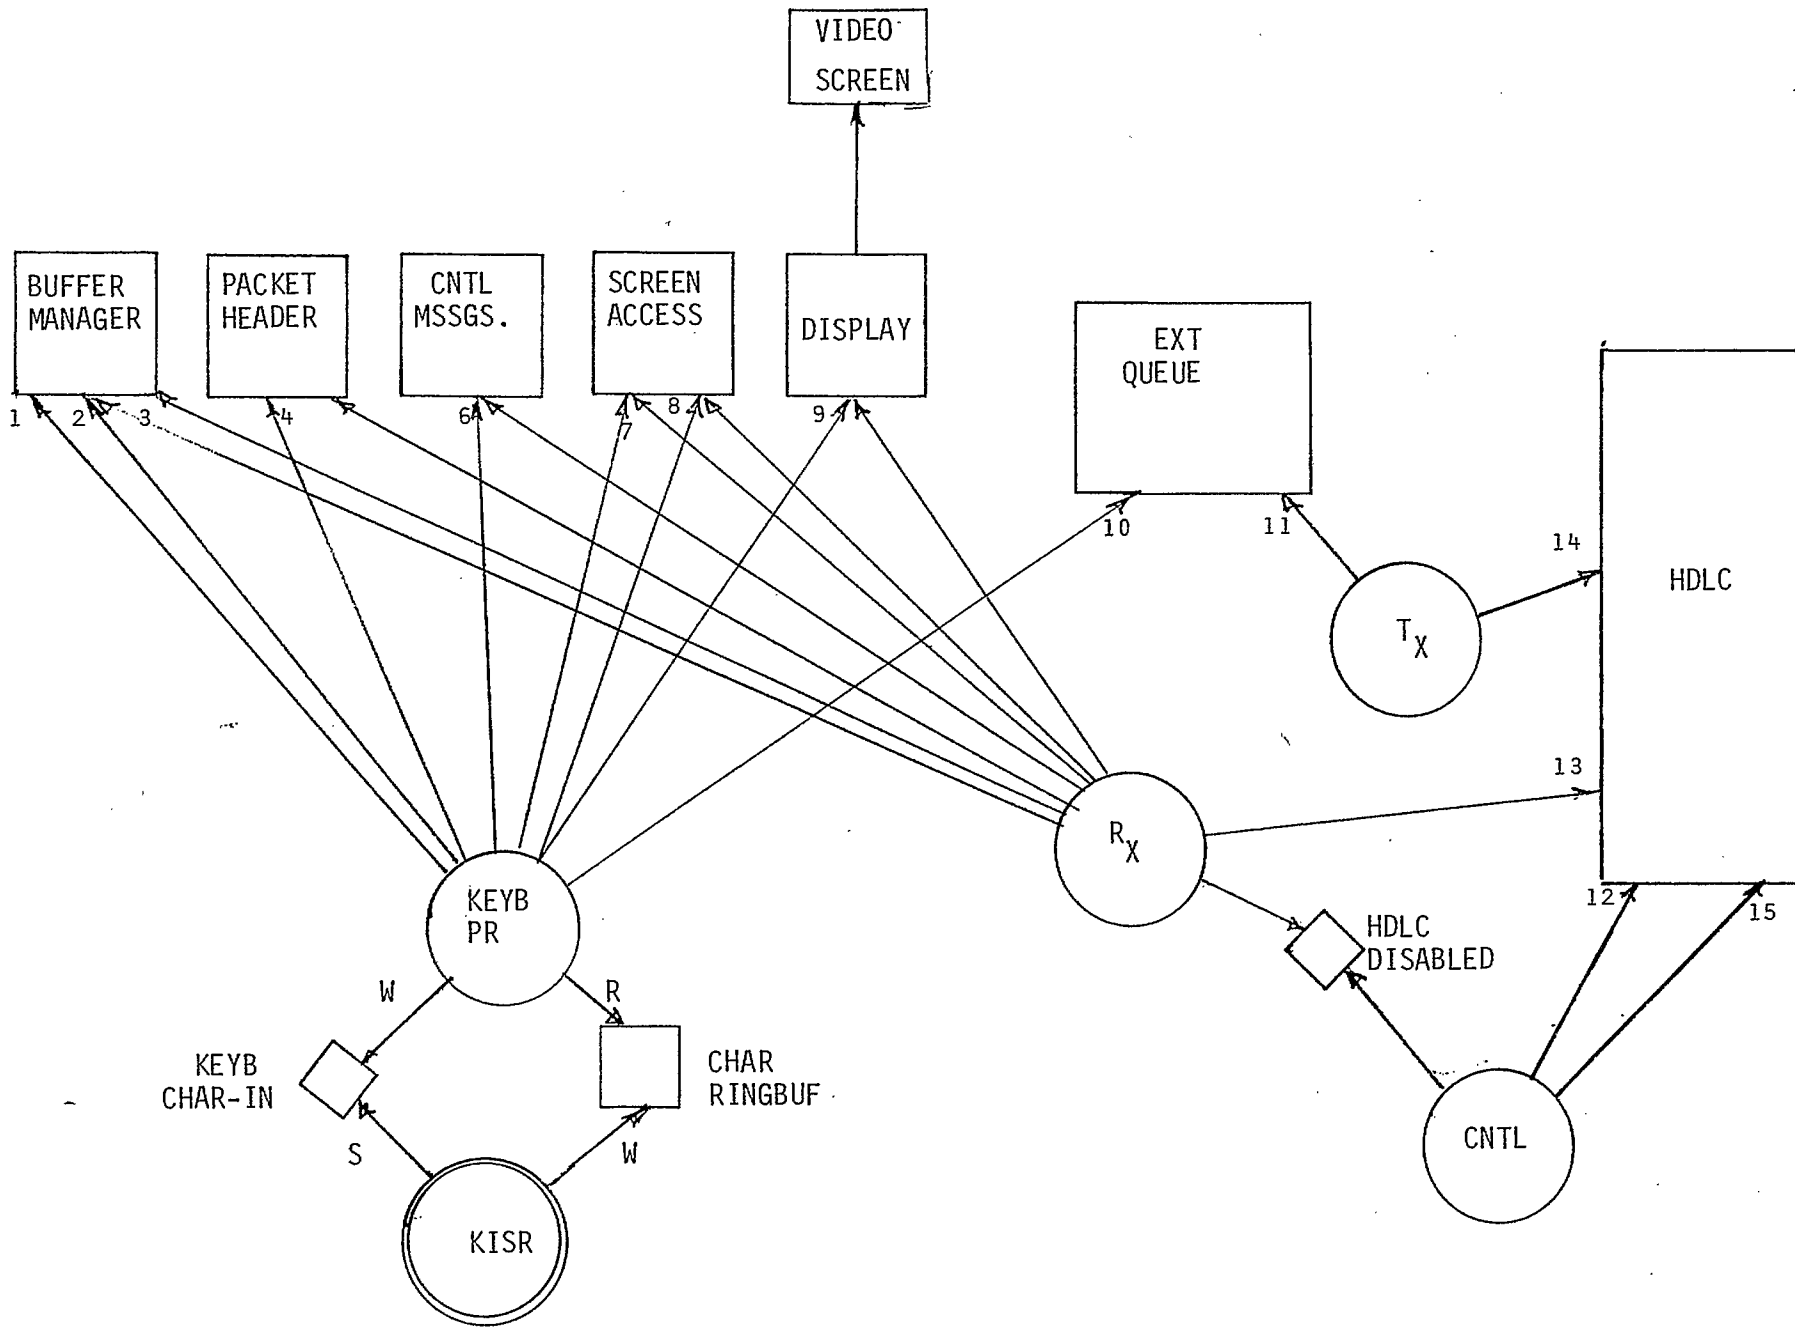 VIDEO
SCREEN
BUFFER
MANAGER
PACKET
HEADER
CNTL
MSSGS.
SCREEN
ACCESS
DISPLAY
EXT
QUEUE
HDLC
1
2
3
4
6
7
8
9
10
11
14
13
12
15
TX
RX
KEYB
PR
HDLC
DISABLED
W
R
KEYB
CHAR-IN
CHAR
RINGBUF
S
W
KISR
CNTL